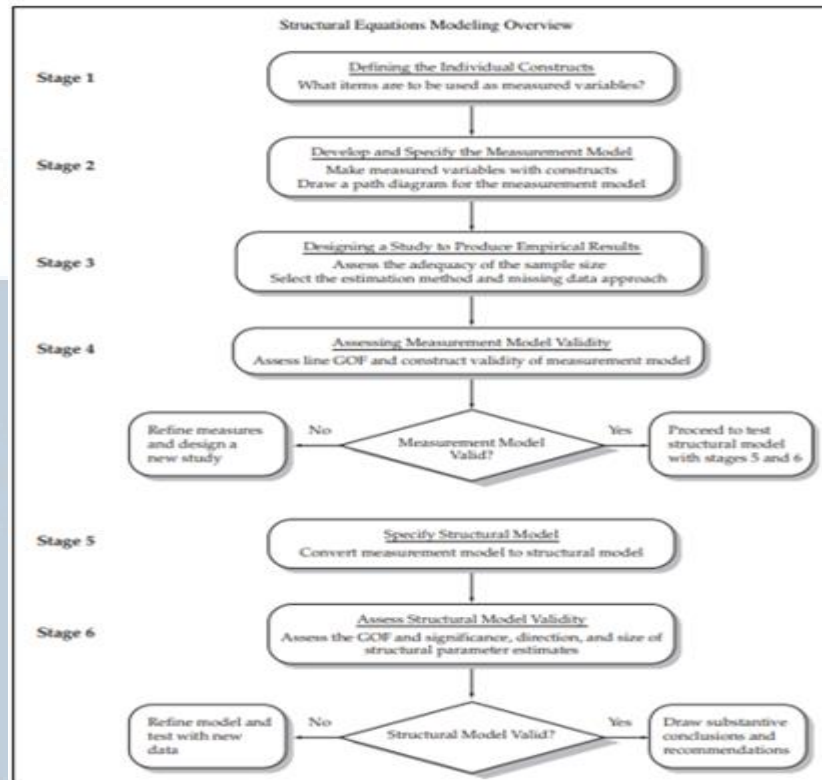 Structural Equations Modeling Overview
Stage 1
Defining the Individual Constructs
What items are to be used as measured variables?
Stage 2
Develop and Specify the Measurement Model
Make measured variables with constructs
Draw a path diagram for the measurement model
Stage 3
Designing a Study to Produce Empirical Results
Assess the adequacy of the sample size
Select the estimation method and missing data approach
Stage 4
Assessing Measurement Model Validity
Assess line GOF and construct validity of measurement model
Refine measures
and design a
new study
No
Measurement Model
Valid?
Yes
Proceed to test
structural model
with stages 5 and 6
Stage 5
Specify Structural Model
Convert measurement model to structural model
Stage 6
Assess Structural Model Validity
Assess the GOF and significance, direction, and size of
structural parameter estimates
Refine model and
test with new
data
No
Structural Model Valid?
Yes
Draw substantive
conclusions and
recommendations